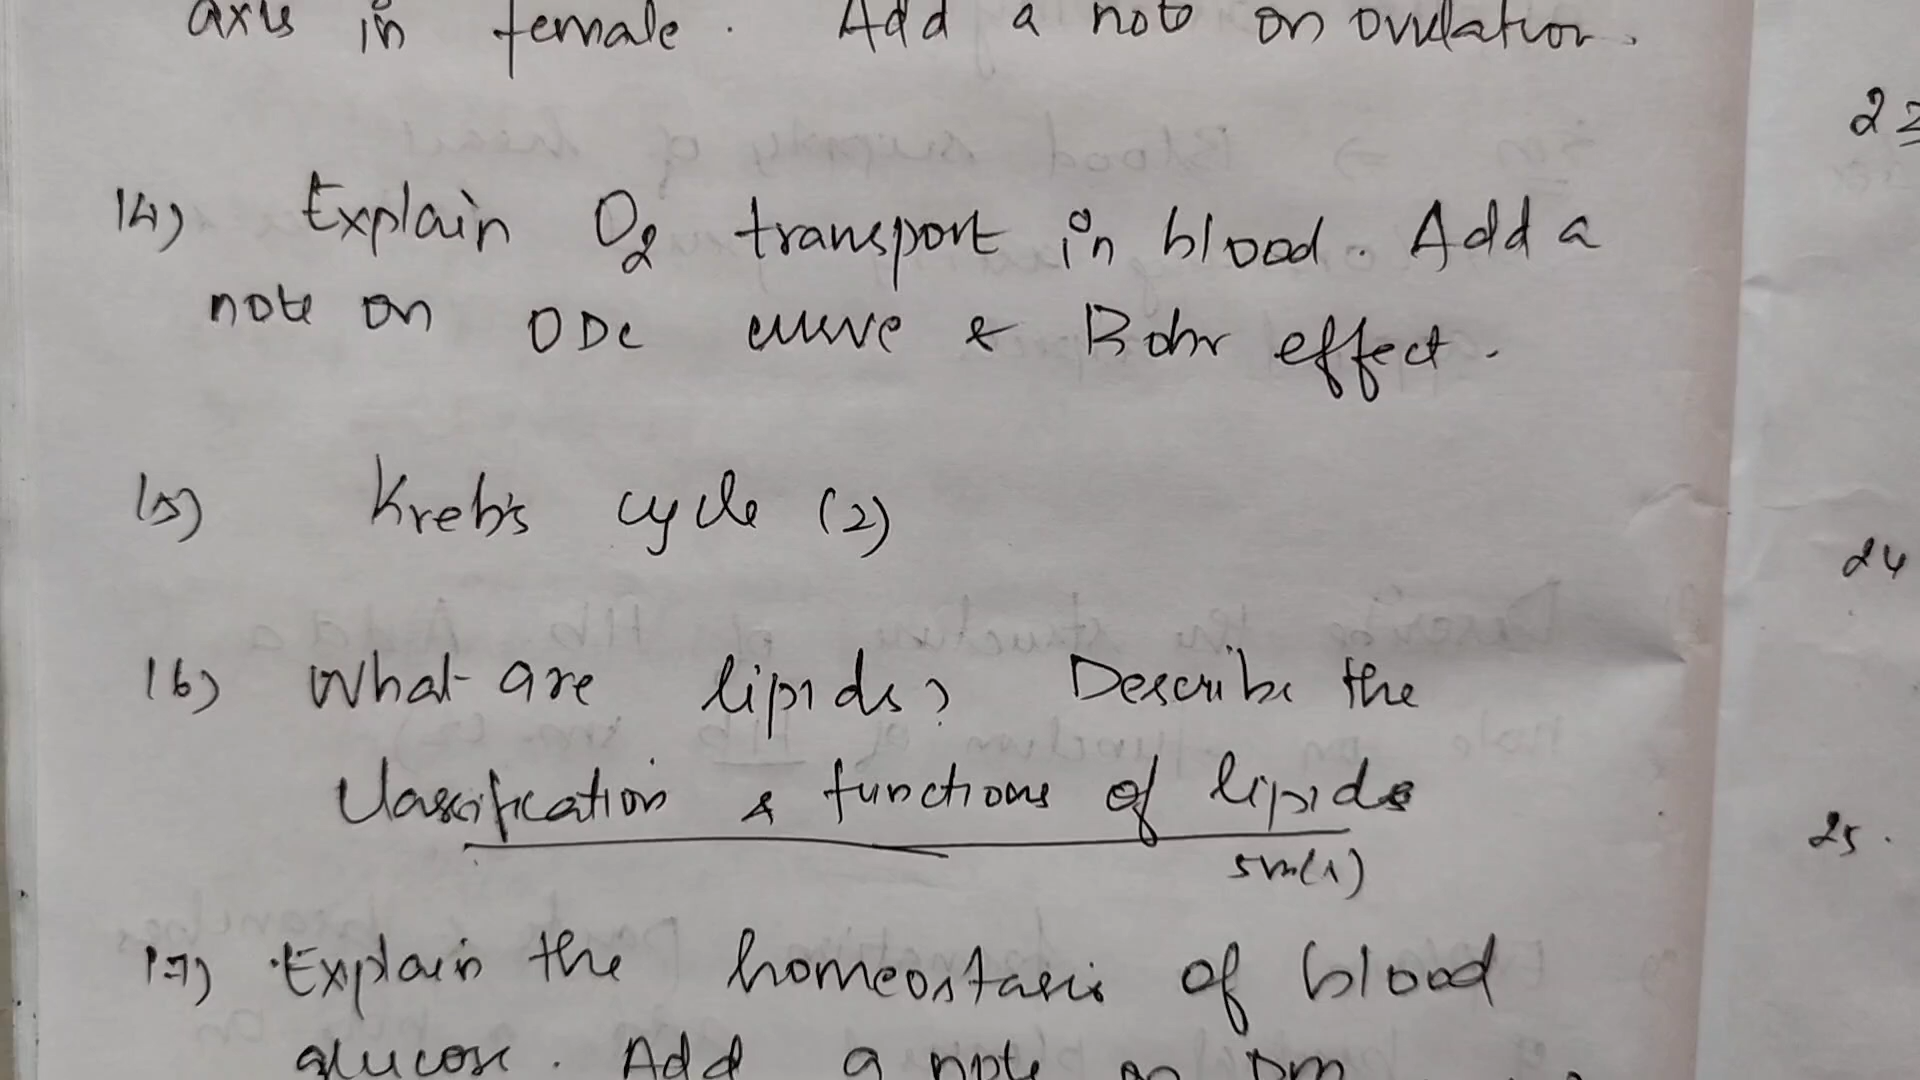 axis in female. Add a note on ovulation.
14) Explain O2 transport in blood. Add a
note on ODC curve & Bohr effect.
15) Kreb's cycle (2)
16) What are lipids? Describe the
classification & functions of lipids
5m(1)
17) Explain the homeostasis of blood
glucose. Add a note on Dm
24
25.